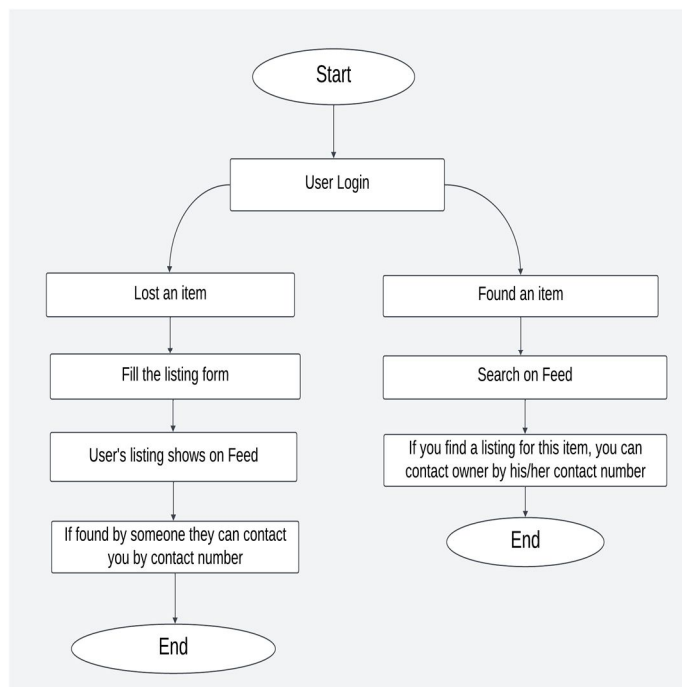 Start
User Login
Lost an item
Fill the listing form
User's listing shows on Feed
If found by someone they can contact
you by contact number
End
Found an item
Search on Feed
If you find a listing for this item, you can
contact owner by his/her contact number
End